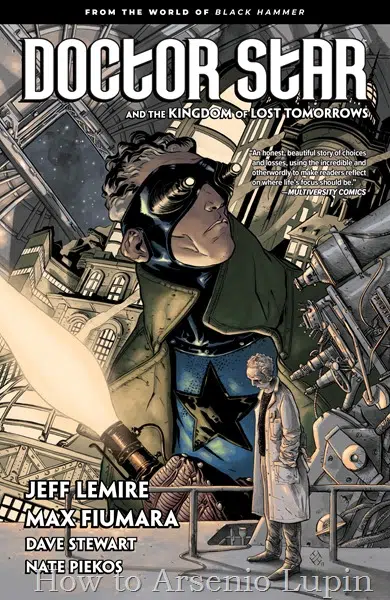 FROM THE WORLD OF BLACK HAMMER
DOCTOR STAR
AND THE KINGDOM OF LOST TOMORROWS
"An honest, beautiful story of choices
and losses, using the incredible and
otherwordly to make readers reflect
on where life's focus should be."
—MULTIVERSITY COMICS
JEFF LEMIRE
MAX FIUMARA
DAVE STEWART
NATE PIEKOS
How to Arsenio Lupin